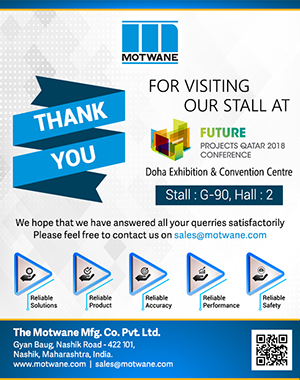 MOTWANE
THANK
YOU
FOR VISITING
OUR STALL AT
FUTURE
PROJECTS QATAR 2018
CONFERENCE
Doha Exhibition & Convention Centre
Stall : G-90, Hall : 2
We hope that we have answered all your querries satisfactorily
Please feel free to contact us on sales@motwane.com
Reliable
Solutions
Reliable
Product
Reliable
Accuracy
Reliable
Performance
Reliable
Safety
The Motwane Mfg. Co. Pvt. Ltd.
Gyan Baug, Nashik Road - 422 101,
Nashik, Maharashtra, India.
www.motwane.com | sales@motwane.com